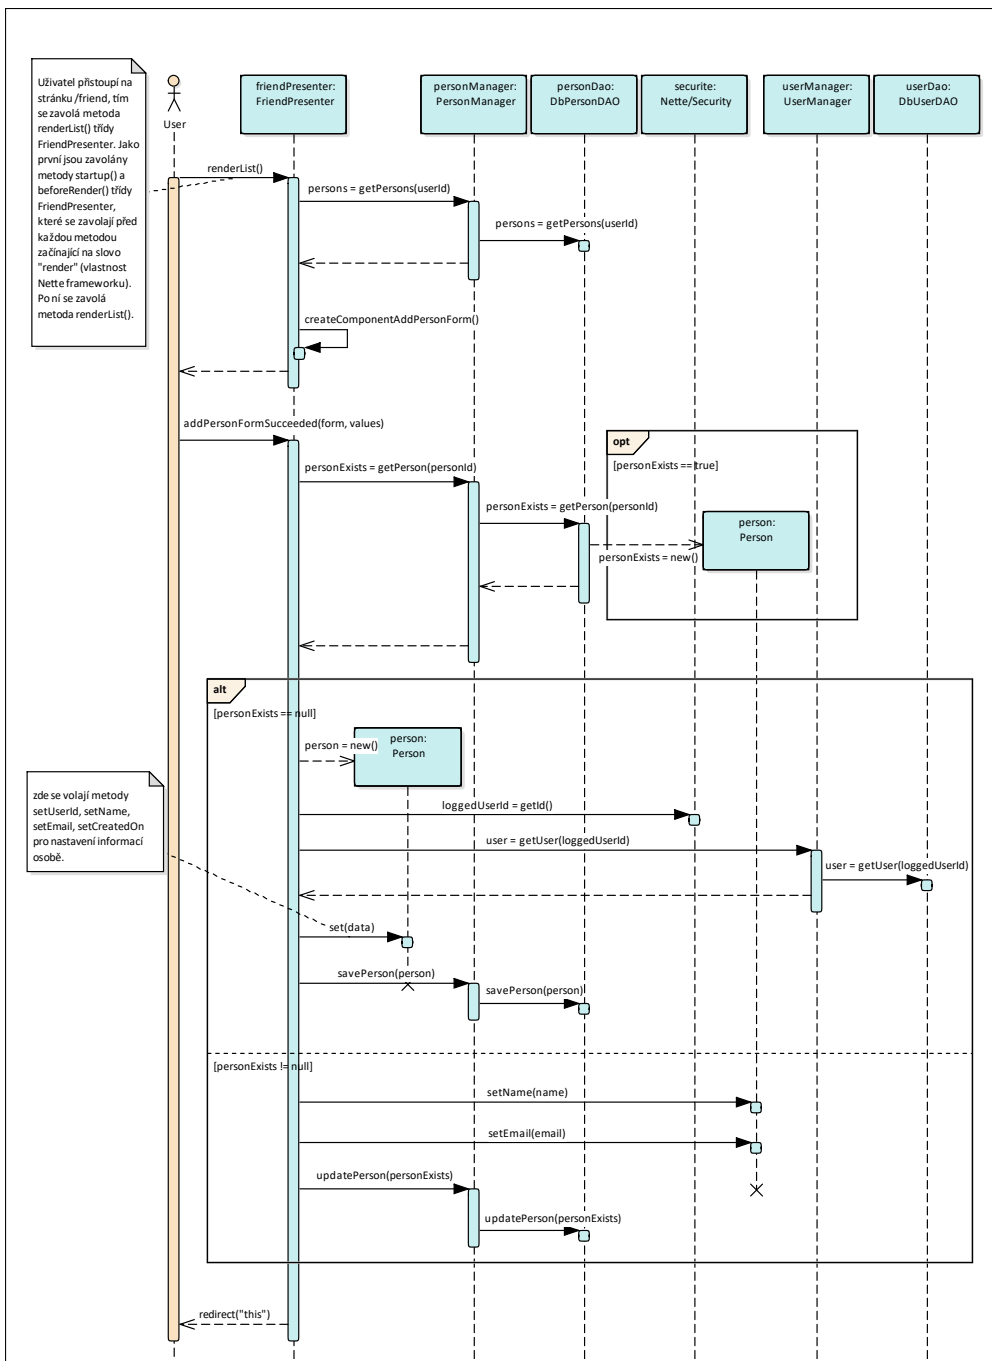 Uživatel přistoupí na
stránku /friend, tím
se zavolá metoda
renderList() třídy
FriendPresenter. Jako
první jsou zavolány
metody startup() a
beforeRender() třídy
FriendPresenter,
které se zavolají před
každou metodou
začínající na slovo
"render" (vlastnost
Nette frameworku).
Po ní se zavolá
metoda renderList().
User
friendPresenter:
FriendPresenter
personManager:
PersonManager
personDao:
DbPersonDAO
securite:
Nette/Security
userManager:
UserManager
userDao:
DbUserDAO
renderList()
persons = getPersons(userId)
persons = getPersons(userId)
createComponentAddPersonForm()
addPersonFormSucceeded(form, values)
opt
[personExists == true]
personExists = getPerson(personId)
personExists = getPerson(personId)
person:
Person
personExists = new()
alt
[personExists == null]
person = new()
person:
Person
zde se volají metody
setUserId, setName,
setEmail, setCreatedOn
pro nastavení informací
osobě.
loggedUserId = getId()
user = getUser(loggedUserId)
user = getUser(loggedUserId)
set(data)
savePerson(person)
savePerson(person)
[personExists != null]
setName(name)
setEmail(email)
updatePerson(personExists)
updatePerson(personExists)
redirect("this")